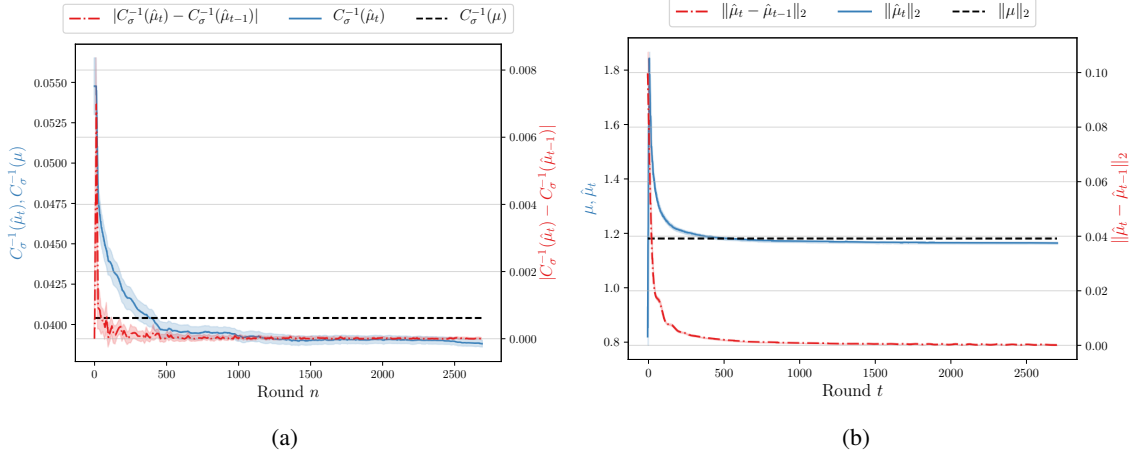 |C_σ^{-1}(μ̂_t) − C_σ^{-1}(μ̂_{t−1})|   C_σ^{-1}(μ̂_t)   C_σ^{-1}(μ)
0.0550
0.0525
0.0500
0.0475
0.0450
0.0425
0.0400
C_σ^{-1}(μ̂_t), C_σ^{-1}(μ)
0.008
0.006
0.004
0.002
0.000
|C_σ^{-1}(μ̂_t) − C_σ^{-1}(μ̂_{t−1})|
0 500 1000 1500 2000 2500
Round n
(a)
‖μ̂_t − μ̂_{t−1}‖_2   ‖μ̂_t‖_2   ‖μ‖_2
1.8
1.6
1.4
1.2
1.0
0.8
μ, μ̂_t
0.10
0.08
0.06
0.04
0.02
0.00
‖μ̂_t − μ̂_{t−1}‖_2
0 500 1000 1500 2000 2500
Round t
(b)